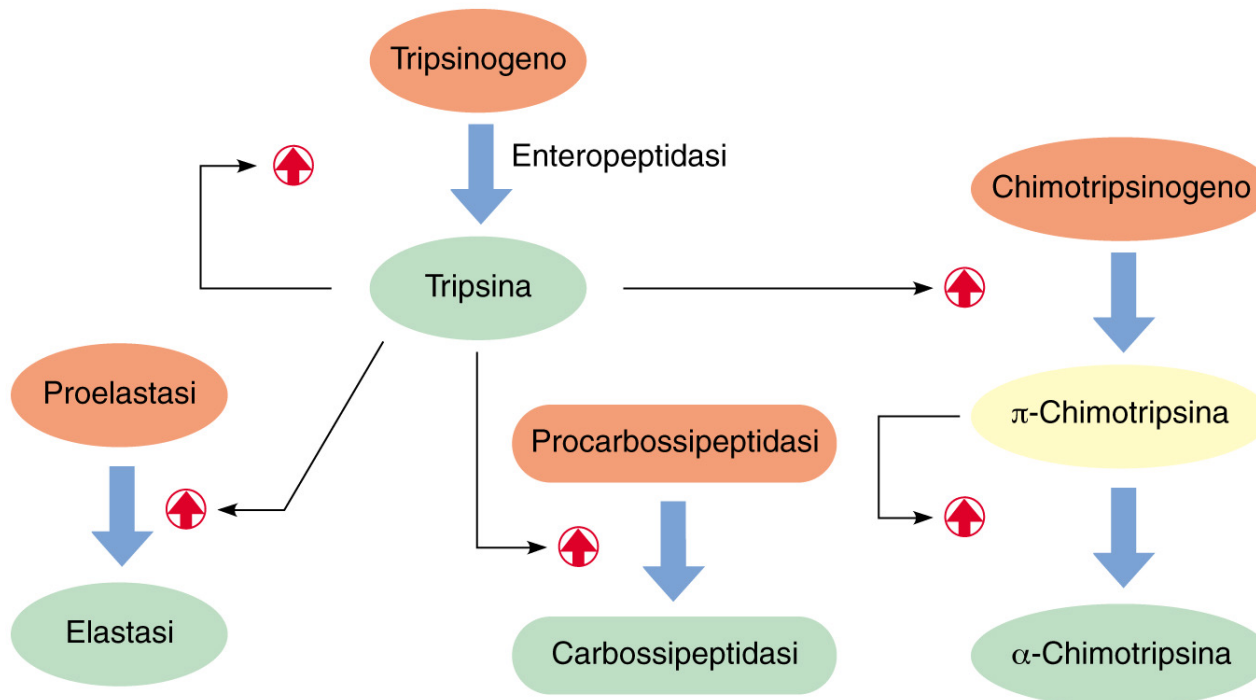 Tripsinogeno
Enteropeptidasi
Chimotripsinogeno
Tripsina
Proelastasi
π-Chimotripsina
Procarbossipeptidasi
Elastasi
Carbossipeptidasi
α-Chimotripsina